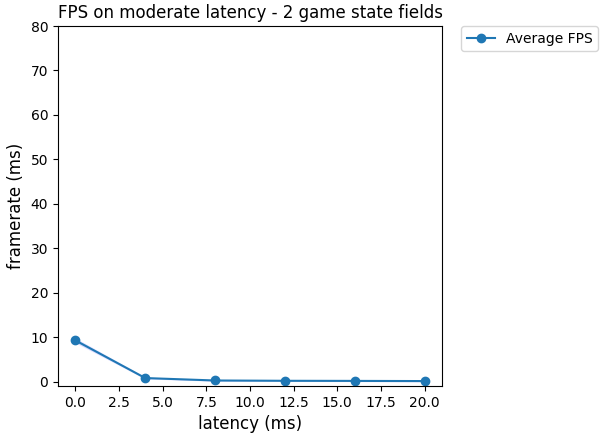 FPS on moderate latency - 2 game state fields
Average FPS
framerate (ms)
80
70
60
50
40
30
20
10
0
0.0 2.5 5.0 7.5 10.0 12.5 15.0 17.5 20.0
latency (ms)